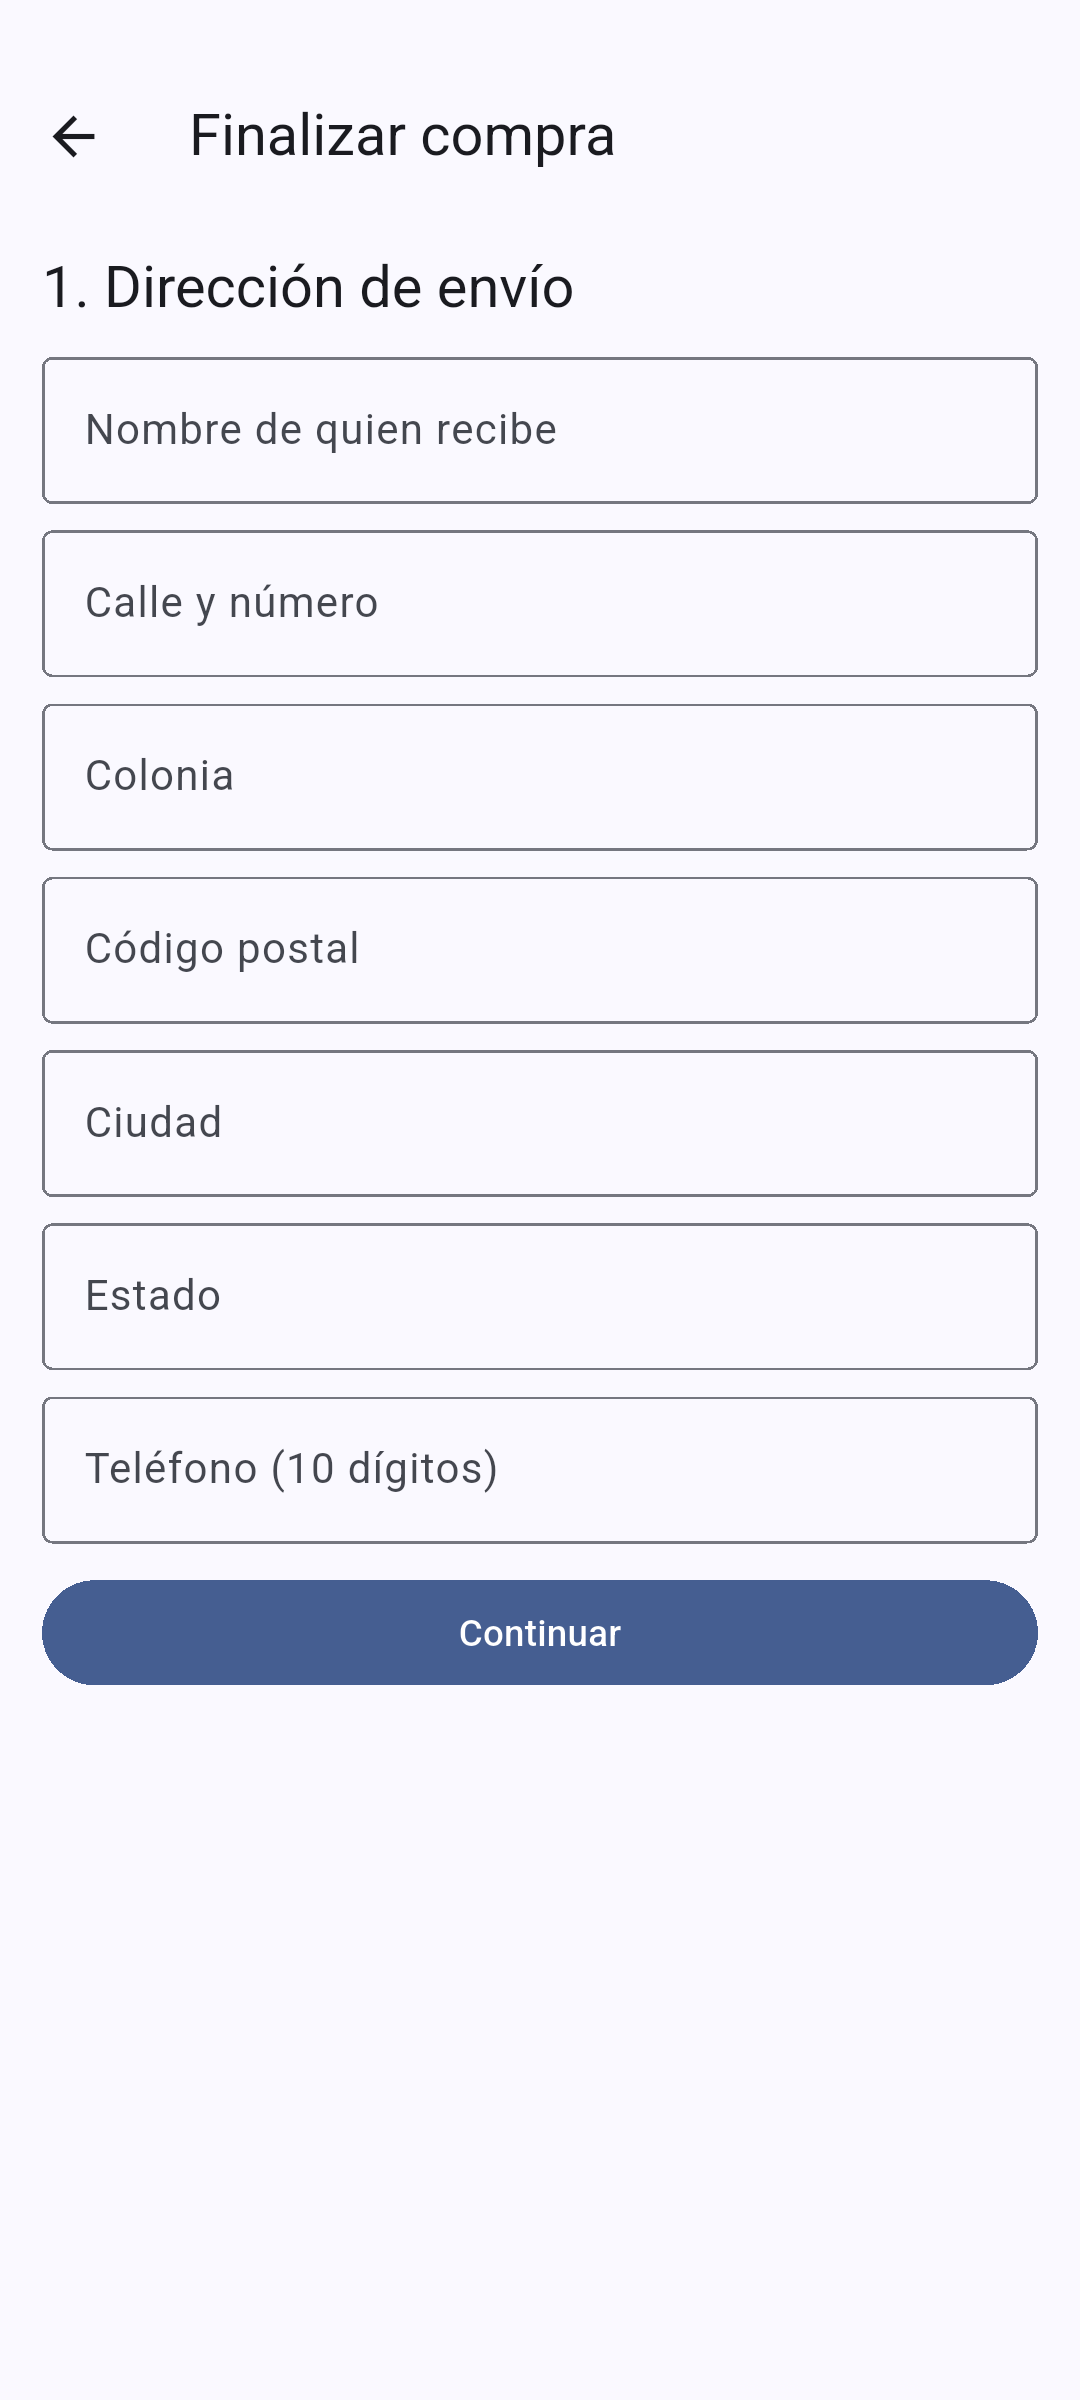 Finalizar compra
1. Dirección de envío
Nombre de quien recibe
Calle y número
Colonia
Código postal
Ciudad
Estado
Teléfono (10 dígitos)
Continuar